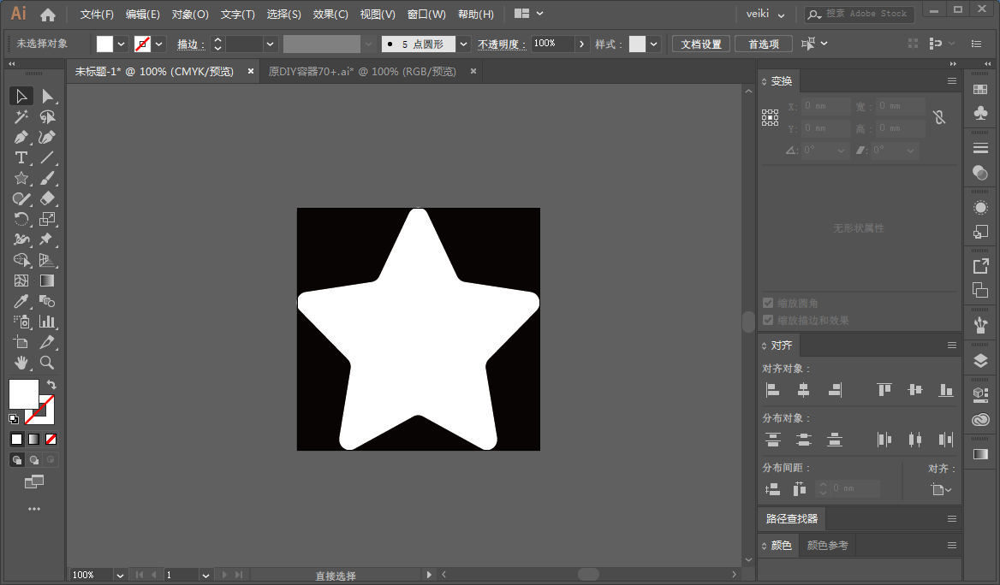 Ai 文件(F) 编辑(E) 对象(O) 文字(T) 选择(S) 效果(C) 视图(V) 窗口(W) 帮助(H) veiki 搜索 Adobe Stock
未选择对象 描边： 5 点圆形 不透明度： 100% 样式： 文档设置 首选项
未标题-1* @ 100% (CMYK/预览) × 原DIY容器70+.ai* @ 100% (RGB/预览) ×
变换
X: 0 mm 宽: 0 mm
Y: 0 mm 高: 0 mm
0° 0°
无形状属性
缩放圆角
缩放描边和效果
对齐
对齐对象：
分布对象：
分布间距： 对齐：
0 mm
路径查找器
颜色 颜色参考
100% 1 直接选择